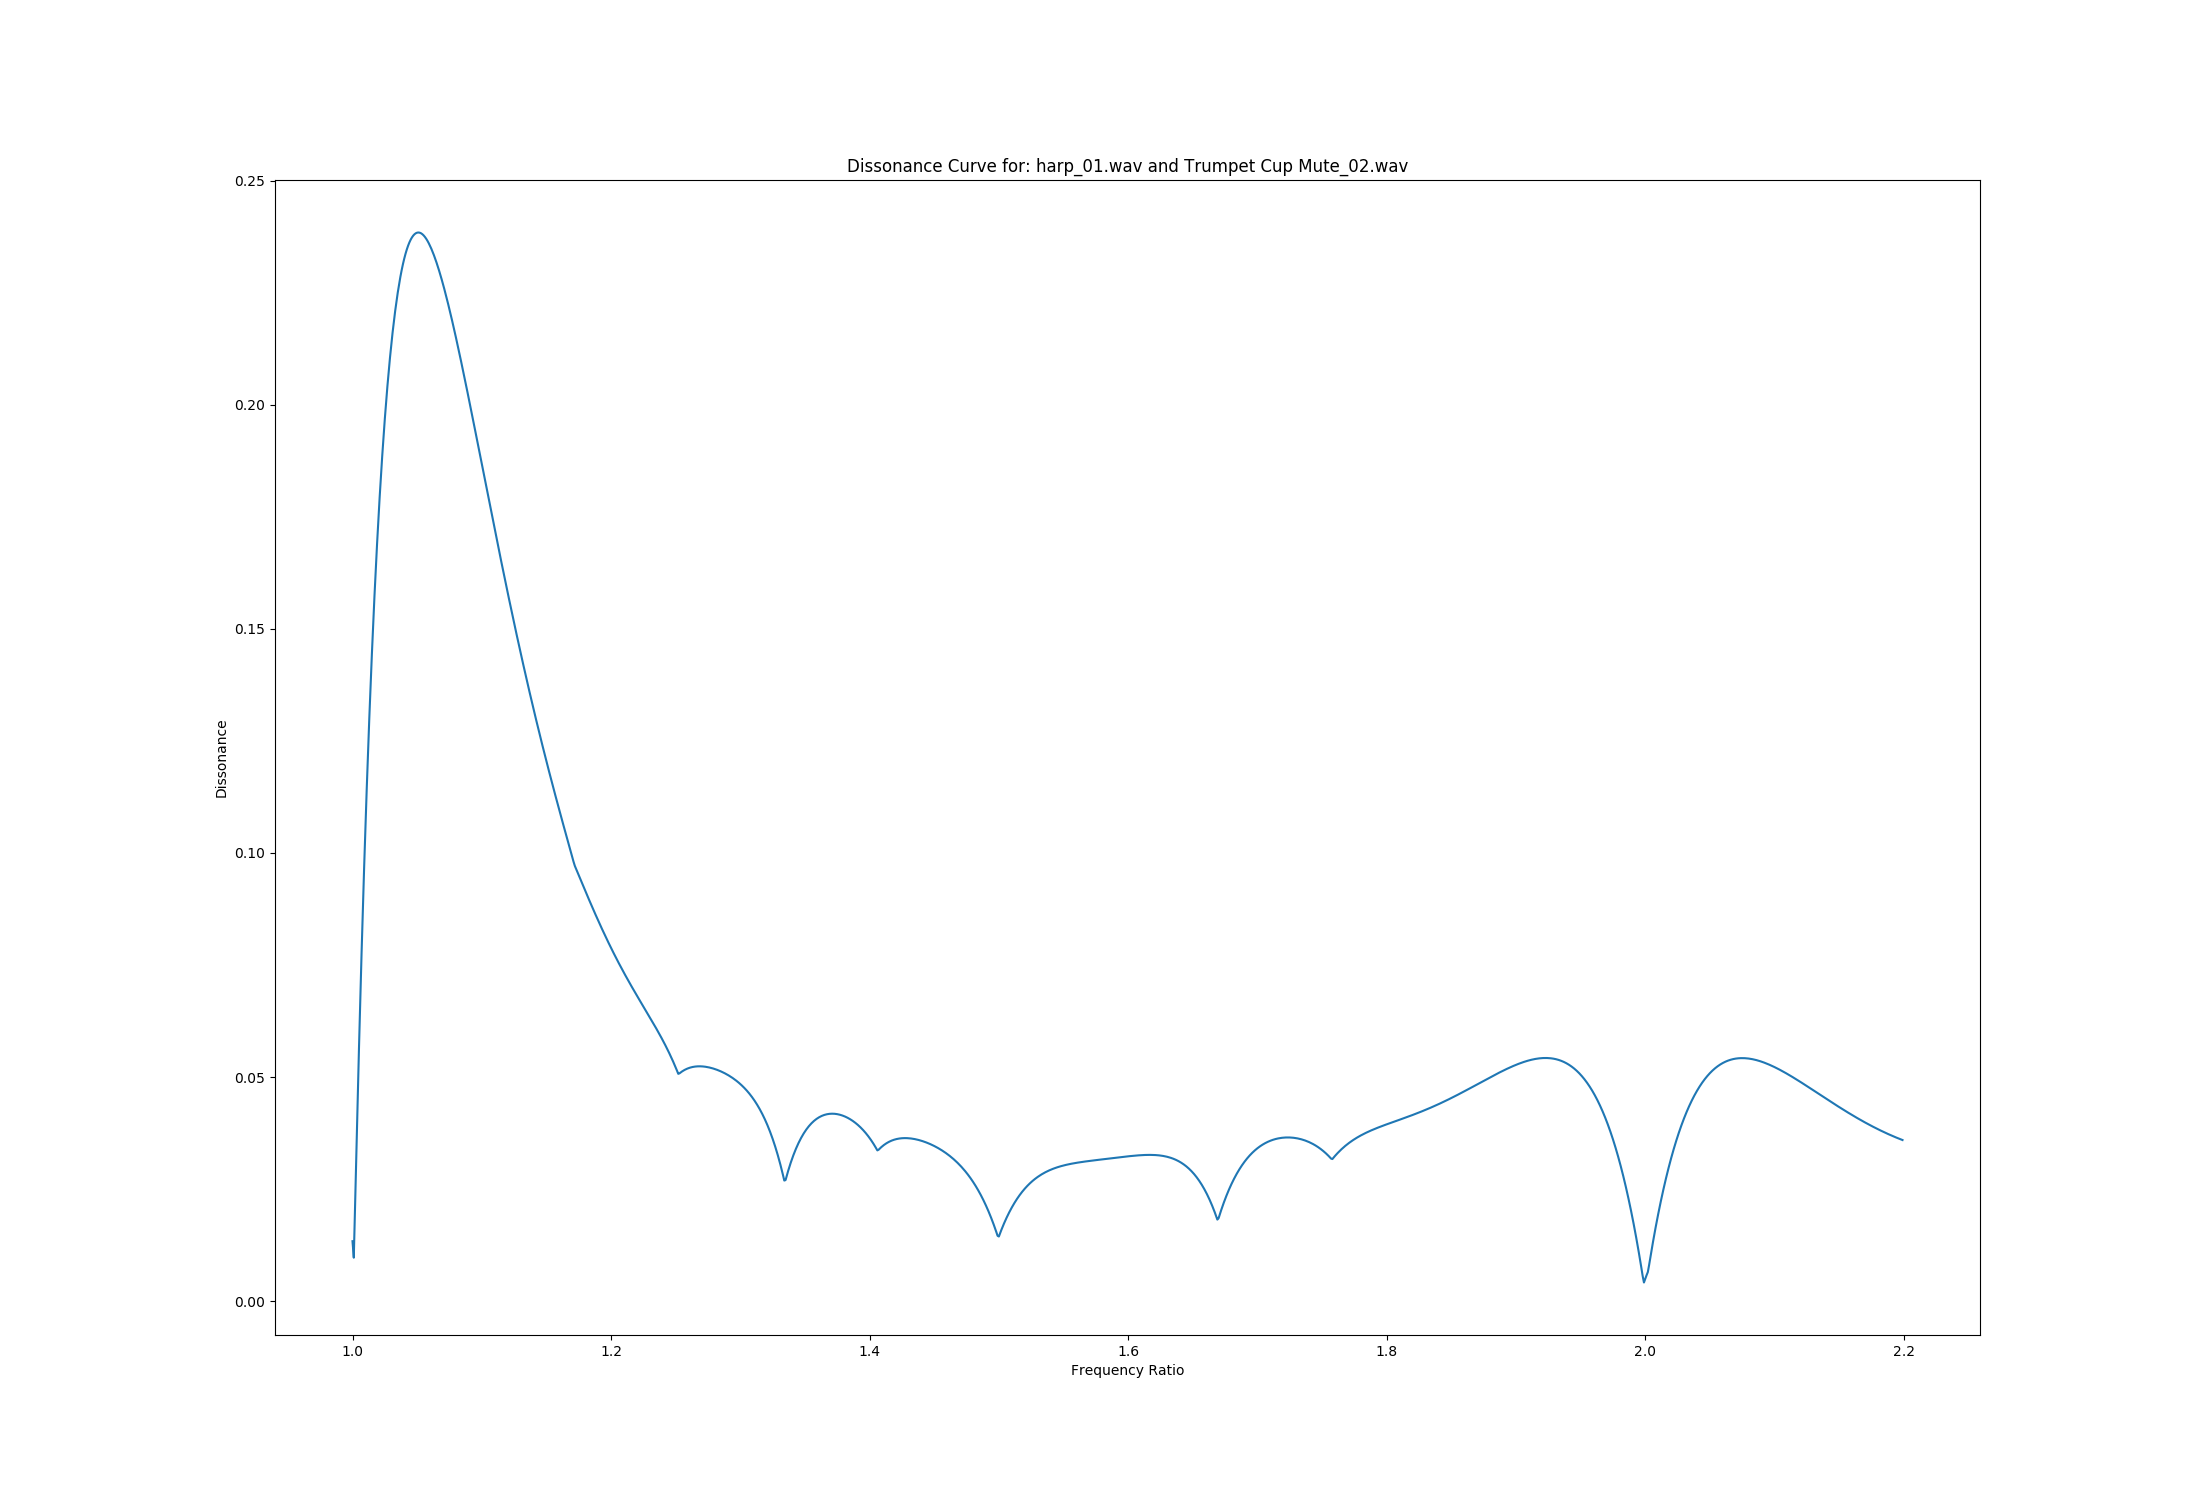 Dissonance Curve for: harp_01.wav and Trumpet Cup Mute_02.wav
0.25
0.20
0.15
0.10
0.05
0.00
Dissonance
1.0 1.2 1.4 1.6 1.8 2.0 2.2
Frequency Ratio